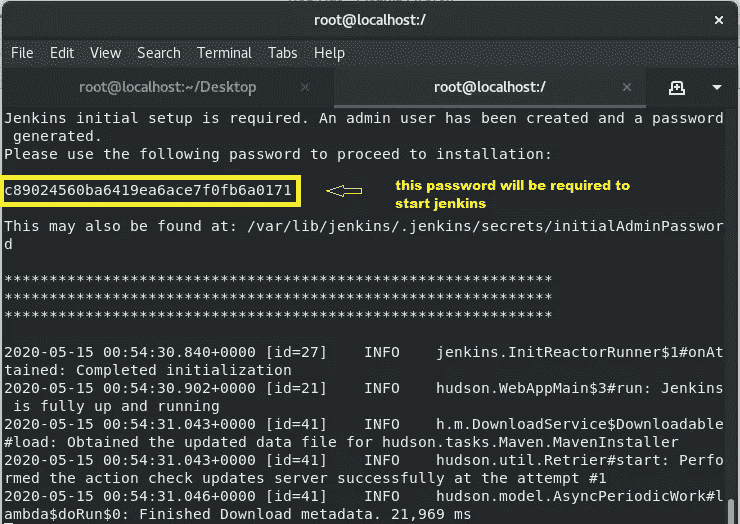 root@localhost:/
File Edit View Search Terminal Tabs Help
root@localhost:~/Desktop
root@localhost:/
Jenkins initial setup is required. An admin user has been created and a password
generated.
Please use the following password to proceed to installation:
c89024560ba6419ea6ace7f0fb6a0171
this password will be required to
start jenkins
This may also be found at: /var/lib/jenkins/.jenkins/secrets/initialAdminPasswor
d
*************************************************************
*************************************************************
*************************************************************
2020-05-15 00:54:30.840+0000 [id=27] INFO jenkins.InitReactorRunner$1#onAt
tained: Completed initialization
2020-05-15 00:54:30.902+0000 [id=21] INFO hudson.WebAppMain$3#run: Jenkins
is fully up and running
2020-05-15 00:54:31.043+0000 [id=41] INFO h.m.DownloadService$Downloadable
#load: Obtained the updated data file for hudson.tasks.Maven.MavenInstaller
2020-05-15 00:54:31.043+0000 [id=41] INFO hudson.util.Retrier#start: Perfo
rmed the action check updates server successfully at the attempt #1
2020-05-15 00:54:31.046+0000 [id=41] INFO hudson.model.AsyncPeriodicWork#l
ambda$doRun$0: Finished Download metadata. 21,969 ms